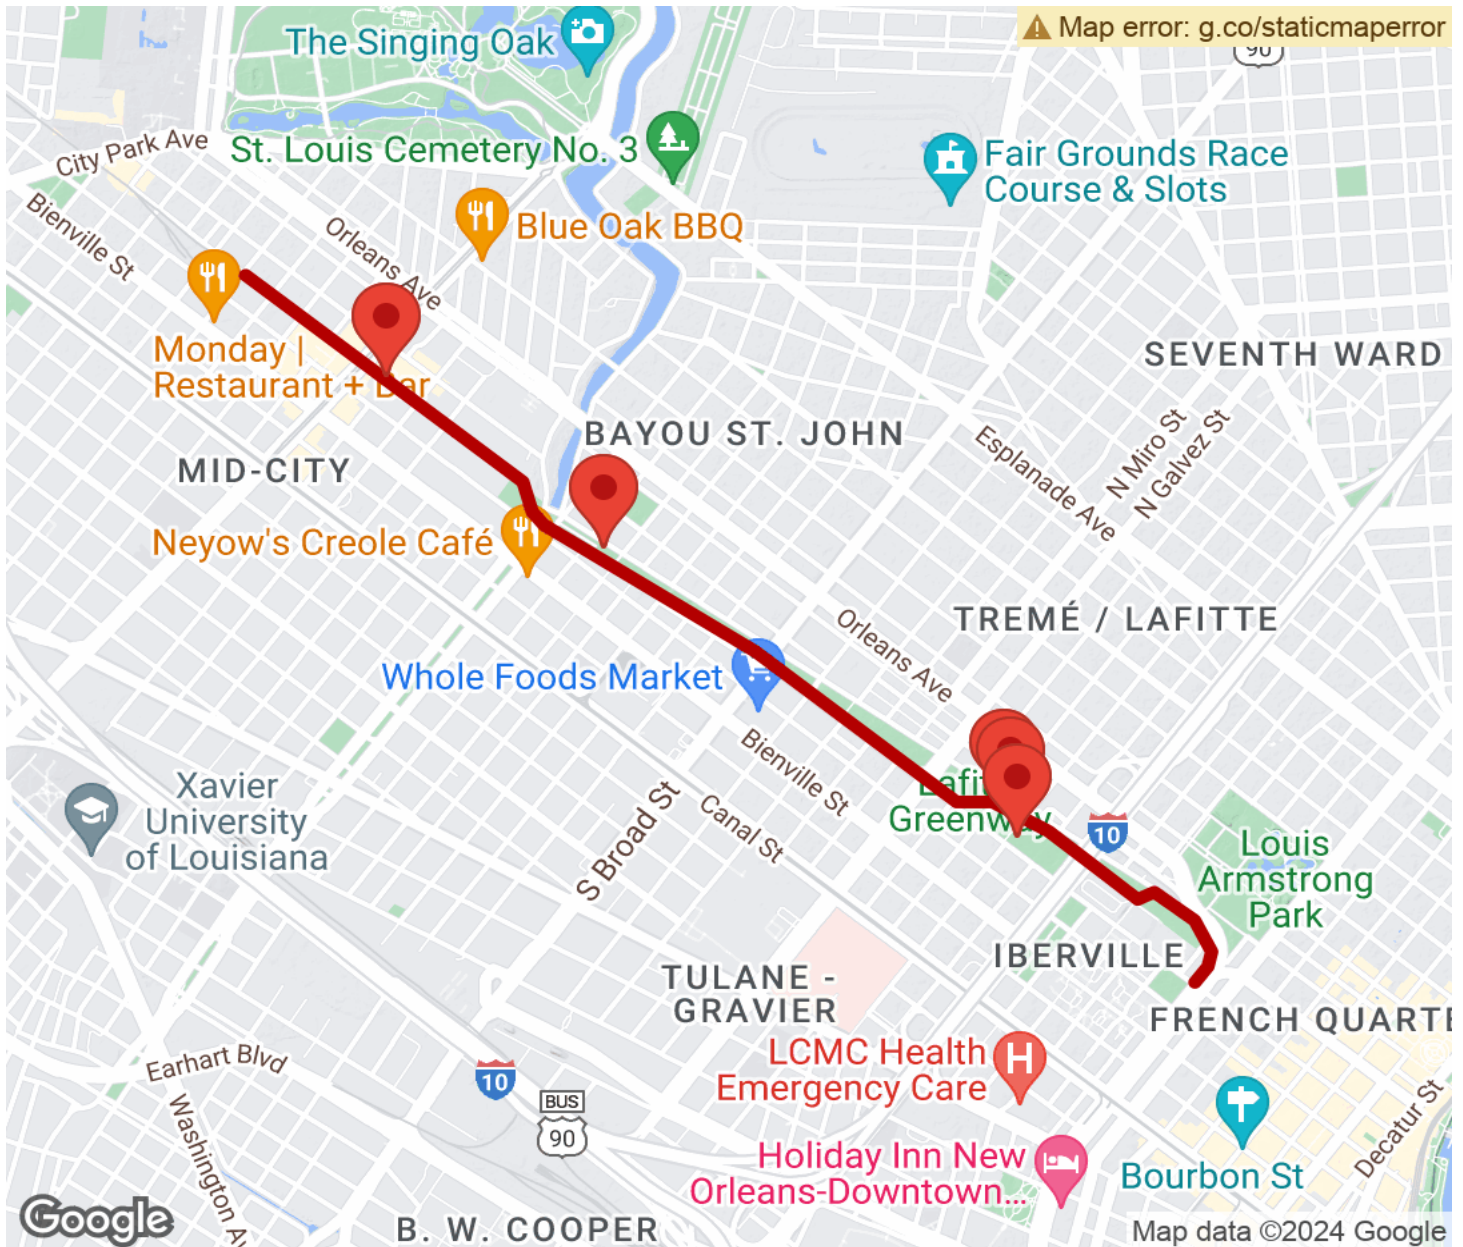 The Singing Oak
Map error: g.co/staticmaperror
90
City Park Ave
St. Louis Cemetery No. 3
Fair Grounds Race
Course & Slots
Bienville St
Orleans Ave
Blue Oak BBQ
Monday |
Restaurant + Bar
SEVENTH WARD
BAYOU ST. JOHN
N Miro St
N Galvez St
Esplanade Ave
MID-CITY
Neyow's Creole Café
TREMÉ / LAFITTE
Orleans Ave
Whole Foods Market
Bienville St
Canal St
S Broad St
Greenway
10
Xavier
University
of Louisiana
Louis
Armstrong
Park
IBERVILLE
TULANE -
GRAVIER
FRENCH QUARTE
LCMC Health
Emergency Care
H
Earhart Blvd
10
BUS
90
Washington A
Holiday Inn New
Orleans-Downtown...
Bourbon St
Decatur St
Google
B. W. COOPER
Map data ©2024 Google